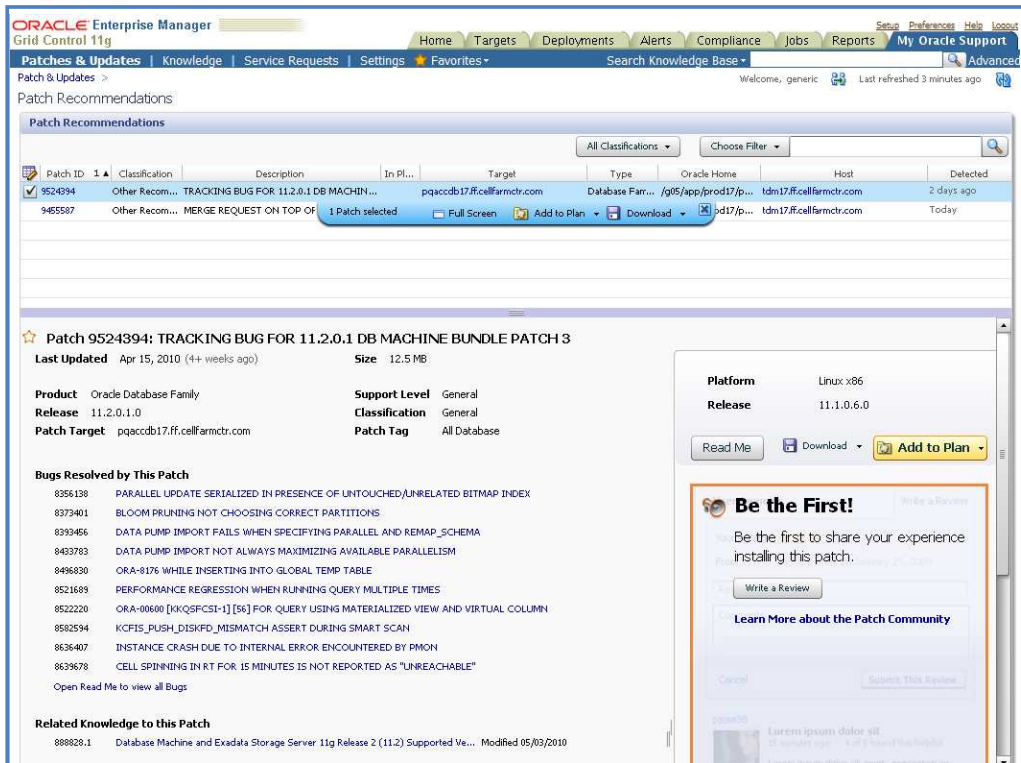 ORACLE Enterprise Manager
Grid Control 11g
Setup Preferences Help Logout
Home Targets Deployments Alerts Compliance Jobs Reports My Oracle Support
Patches & Updates | Knowledge | Service Requests | Settings Favorites Search Knowledge Base Advanced
Patch & Updates >
Welcome, generic Last refreshed 3 minutes ago
Patch Recommendations
Patch Recommendations
All Classifications Choose Filter
Patch ID 1 Classification Description In Pl... Target Type Oracle Home Host Detected
9524394 Other Recom... TRACKING BUG FOR 11.2.0.1 DB MACHIN... pqaccdb17.ff.cellfarmctr.com Database Fam... /g05/app/prod17/p... tdm17.ff.cellfarmctr.com 2 days ago
9455587 Other Recom... MERGE REQUEST ON TOP OF tdm17.ff.cellfarmctr.com Today
1 Patch selected Full Screen Add to Plan Download
Patch 9524394: TRACKING BUG FOR 11.2.0.1 DB MACHINE BUNDLE PATCH 3
Last Updated Apr 15, 2010 (4+ weeks ago) Size 12.5 MB
Product Oracle Database Family Support Level General
Release 11.2.0.1.0 Classification General
Patch Target pqaccdb17.ff.cellfarmctr.com Patch Tag All Database
Bugs Resolved by This Patch
8356138 PARALLEL UPDATE SERIALIZED IN PRESENCE OF UNTOUCHED/UNRELATED BITMAP INDEX
8373401 BLOOM PRUNING NOT CHOOSING CORRECT PARTITIONS
8393456 DATA PUMP IMPORT FAILS WHEN SPECIFYING PARALLEL AND REMAP_SCHEMA
8433783 DATA PUMP IMPORT NOT ALWAYS MAXIMIZING AVAILABLE PARALLELISM
8496830 ORA-8176 WHILE INSERTING INTO GLOBAL TEMP TABLE
8521689 PERFORMANCE REGRESSION WHEN RUNNING QUERY MULTIPLE TIMES
8522220 ORA-00600 [KKQSFCSI-1] [56] FOR QUERY USING MATERIALIZED VIEW AND VIRTUAL COLUMN
8582594 KCFIS_PUSH_DISKFD_MISMATCH ASSERT DURING SMART SCAN
8636407 INSTANCE CRASH DUE TO INTERNAL ERROR ENCOUNTERED BY PMON
8639678 CELL SPINNING IN RT FOR 15 MINUTES IS NOT REPORTED AS "UNREACHABLE"
Open Read Me to view all Bugs
Related Knowledge to this Patch
888828.1 Database Machine and Exadata Storage Server 11g Release 2 (11.2) Supported Ve... Modified 05/03/2010
Platform Linux x86
Release 11.1.0.6.0
Read Me Download Add to Plan
Be the First!
Write a Review
Be the first to share your experience
installing this patch.
Write a Review
Learn More about the Patch Community
Cancel Submit This Review
Lorem ipsum dolor sit